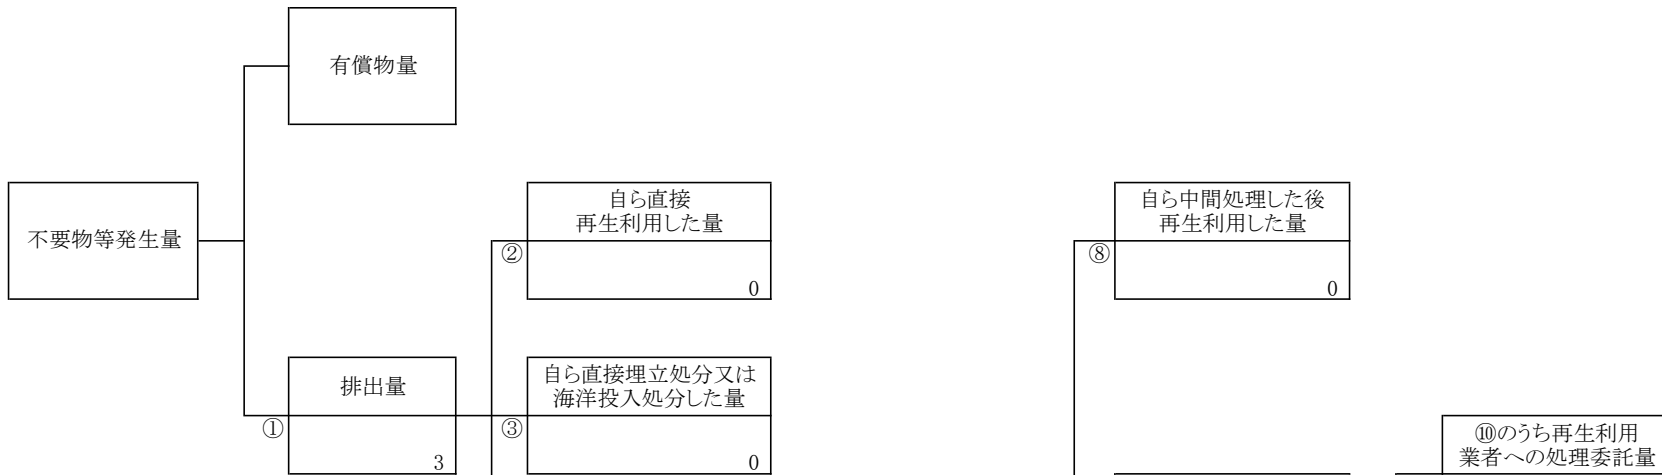 有償物量
不要物等発生量
自ら直接
再生利用した量
②
0
自ら中間処理した後
再生利用した量
⑧
0
排出量
①
3
自ら直接埋立処分又は
海洋投入処分した量
③
0
⑩のうち再生利用
業者への処理委託量